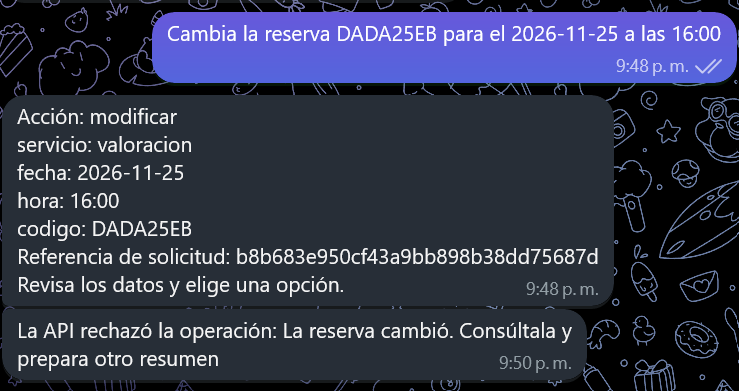 Cambia la reserva DADA25EB para el 2026-11-25 a las 16:00
9:48 p. m.
Acción: modificar
servicio: valoracion
fecha: 2026-11-25
hora: 16:00
codigo: DADA25EB
Referencia de solicitud: b8b683e950cf43a9bb898b38dd75687d
Revisa los datos y elige una opción.
9:48 p. m.
La API rechazó la operación: La reserva cambió. Consúltala y
prepara otro resumen
9:50 p. m.